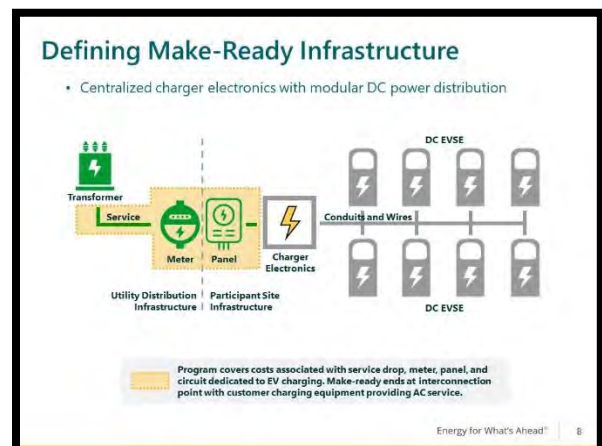 Defining Make-Ready Infrastructure
• Centralized charger electronics with modular DC power distribution
DC EVSE
Transformer
Service
Meter
Panel
Charger
Electronics
Conduits and Wires
Utility Distribution
Infrastructure
Participant Site
Infrastructure
DC EVSE
Program covers costs associated with service drop, meter, panel, and
circuit dedicated to EV charging. Make-ready ends at interconnection
point with customer charging equipment providing AC service.
Energy for What's Ahead℠
8